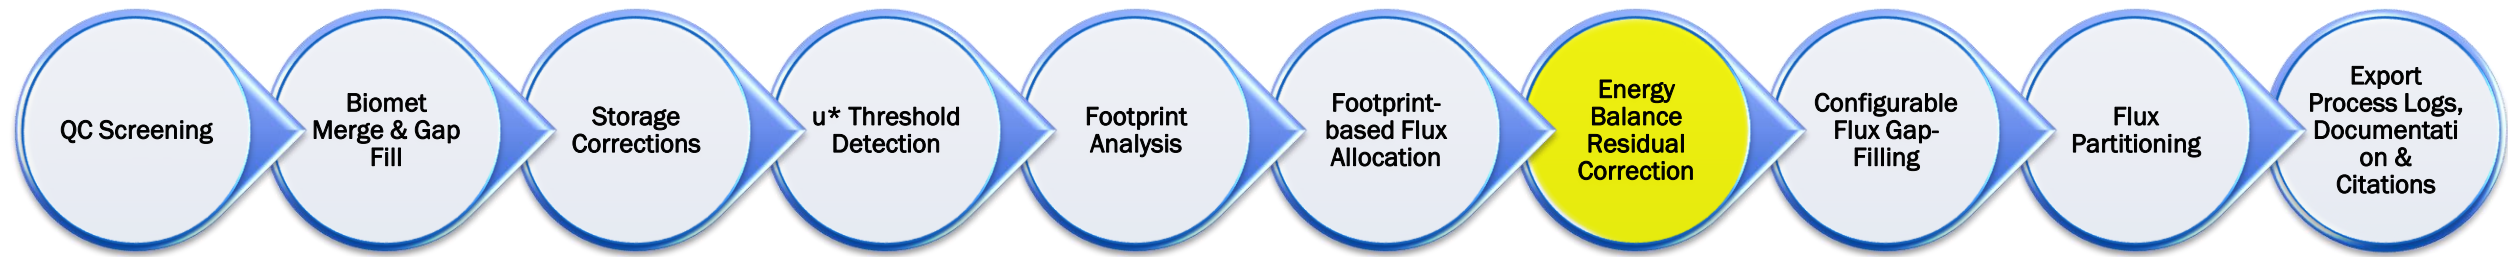 QC Screening
Biomet
Merge & Gap
Fill
Storage
Corrections
u* Threshold
Detection
Footprint
Analysis
Footprint-
based Flux
Allocation
Energy
Balance
Residual
Correction
Configurable
Flux Gap-
Filling
Flux
Partitioning
Export
Process Logs,
Documentati
on &
Citations